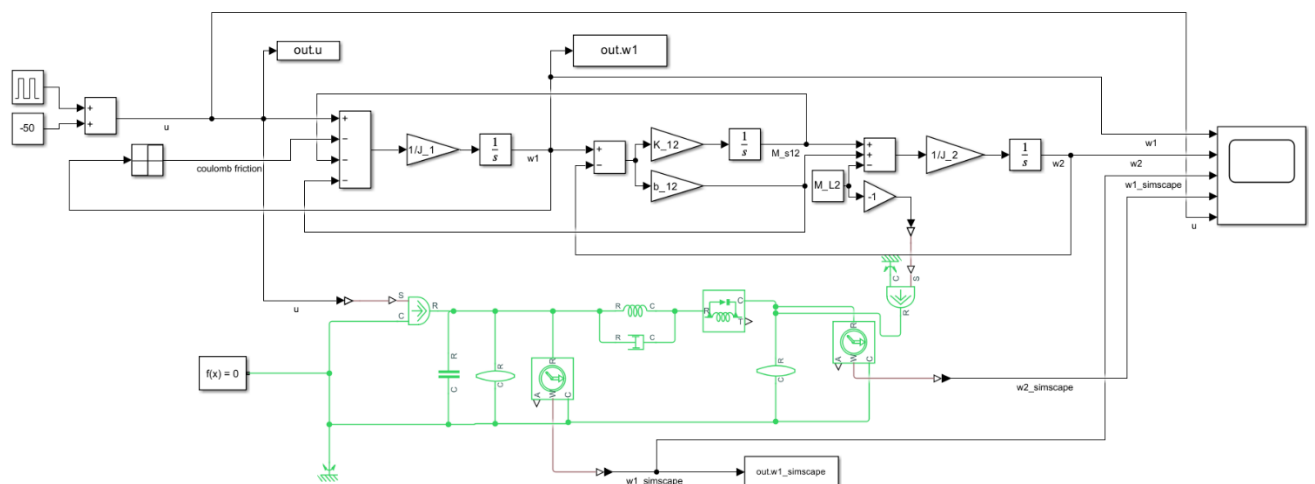 out.u
out.w1
+
+
-50
u
coulomb friction
+
−
−
−
1/J_1
1
s
w1
+
−
K_12
b_12
1
s
M_s12
M_L2
+
+
−
-1
1/J_2
1
s
w2
w1
w2
w1_simscape
u
u
S
C
R
R
C
R
C
R
C
R
C
R
C
A
W
R
C
T
R
C
C
S
R
R
A
W
C
f(x) = 0
w2_simscape
w1_simscape
out.w1_simscape